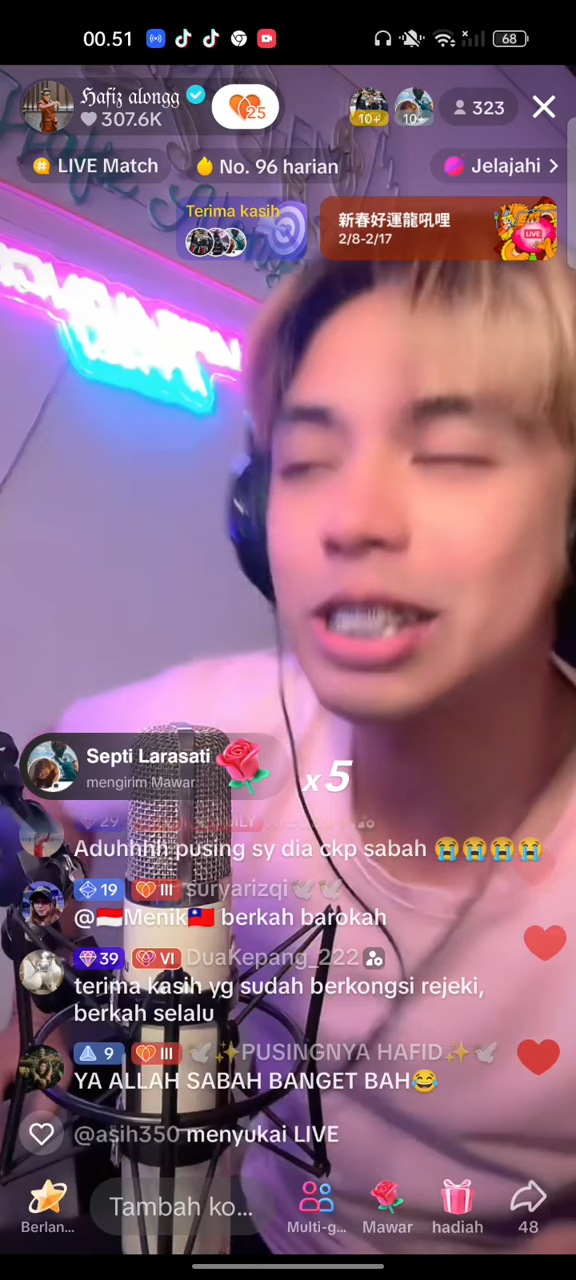 00.51
68
Hafiz alongg
307.6K
25
10+
10+
323
LIVE Match
No. 96 harian
Jelajahi
Terima kasih
新春好運龍吼哩
2/8-2/17
LIVE
Septi Larasati
mengirim Mawar
x5
29
Aduhhhh pusing sy dia ckp sabah 😭😭😭😭
19 III suryarizqi🕊️🕊️
@🇮🇩Menik🇹🇼 berkah barokah
39 VI DuaKepang_222
terima kasih yg sudah berkongsi rejeki,
berkah selalu
9 III 🕊️✨PUSINGNYA HAFID✨🕊️
YA ALLAH SABAH BANGET BAH😂
@asih350 menyukai LIVE
Berlan...
Tambah ko...
Multi-g...
Mawar
hadiah
48